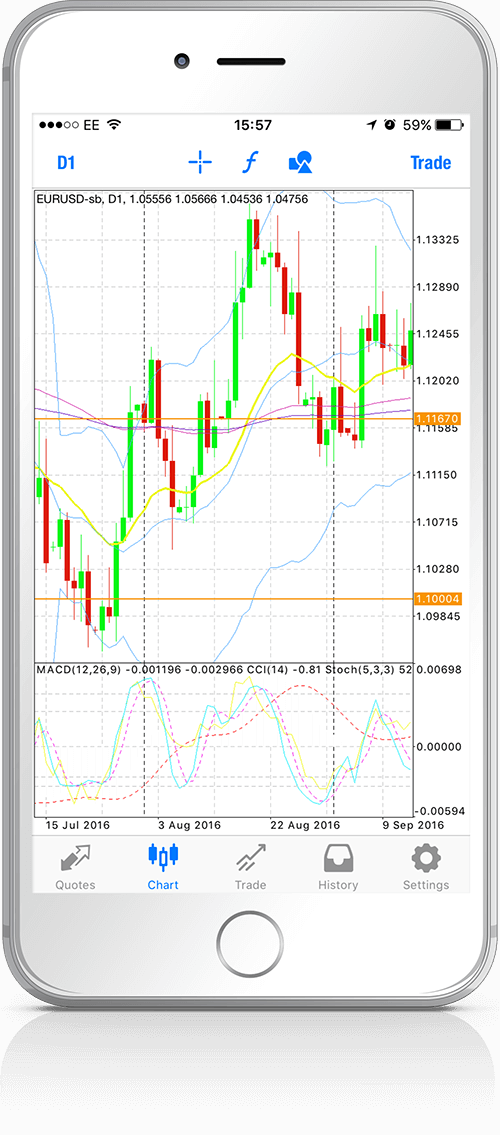 ●●●○○ EE 15:57 59%
D1 f Trade
EURUSD-sb, D1, 1.05556 1.05666 1.04536 1.04756
1.13325
1.12890
1.12455
1.12020
1.11670
1.11585
1.11150
1.10715
1.10280
1.10004
1.09845
MACD(12,26,9) -0.001196 -0.002966 CCI(14) -0.81 Stoch(5,3,3) 52
0.00698
0.00000
-0.00594
15 Jul 2016 3 Aug 2016 22 Aug 2016 9 Sep 2016
Quotes Chart Trade History Settings